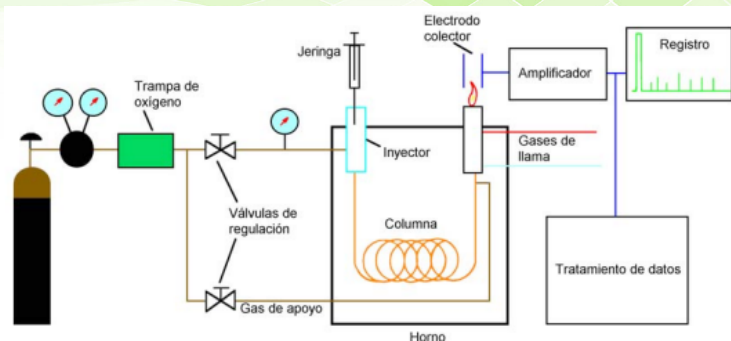 Electrodo
colector
Jeringa
Registro
Trampa de
oxígeno
Amplificador
Inyector
Gases de
llama
Válvulas de
regulación
Columna
Tratamiento de datos
Gas de apoyo
Horno